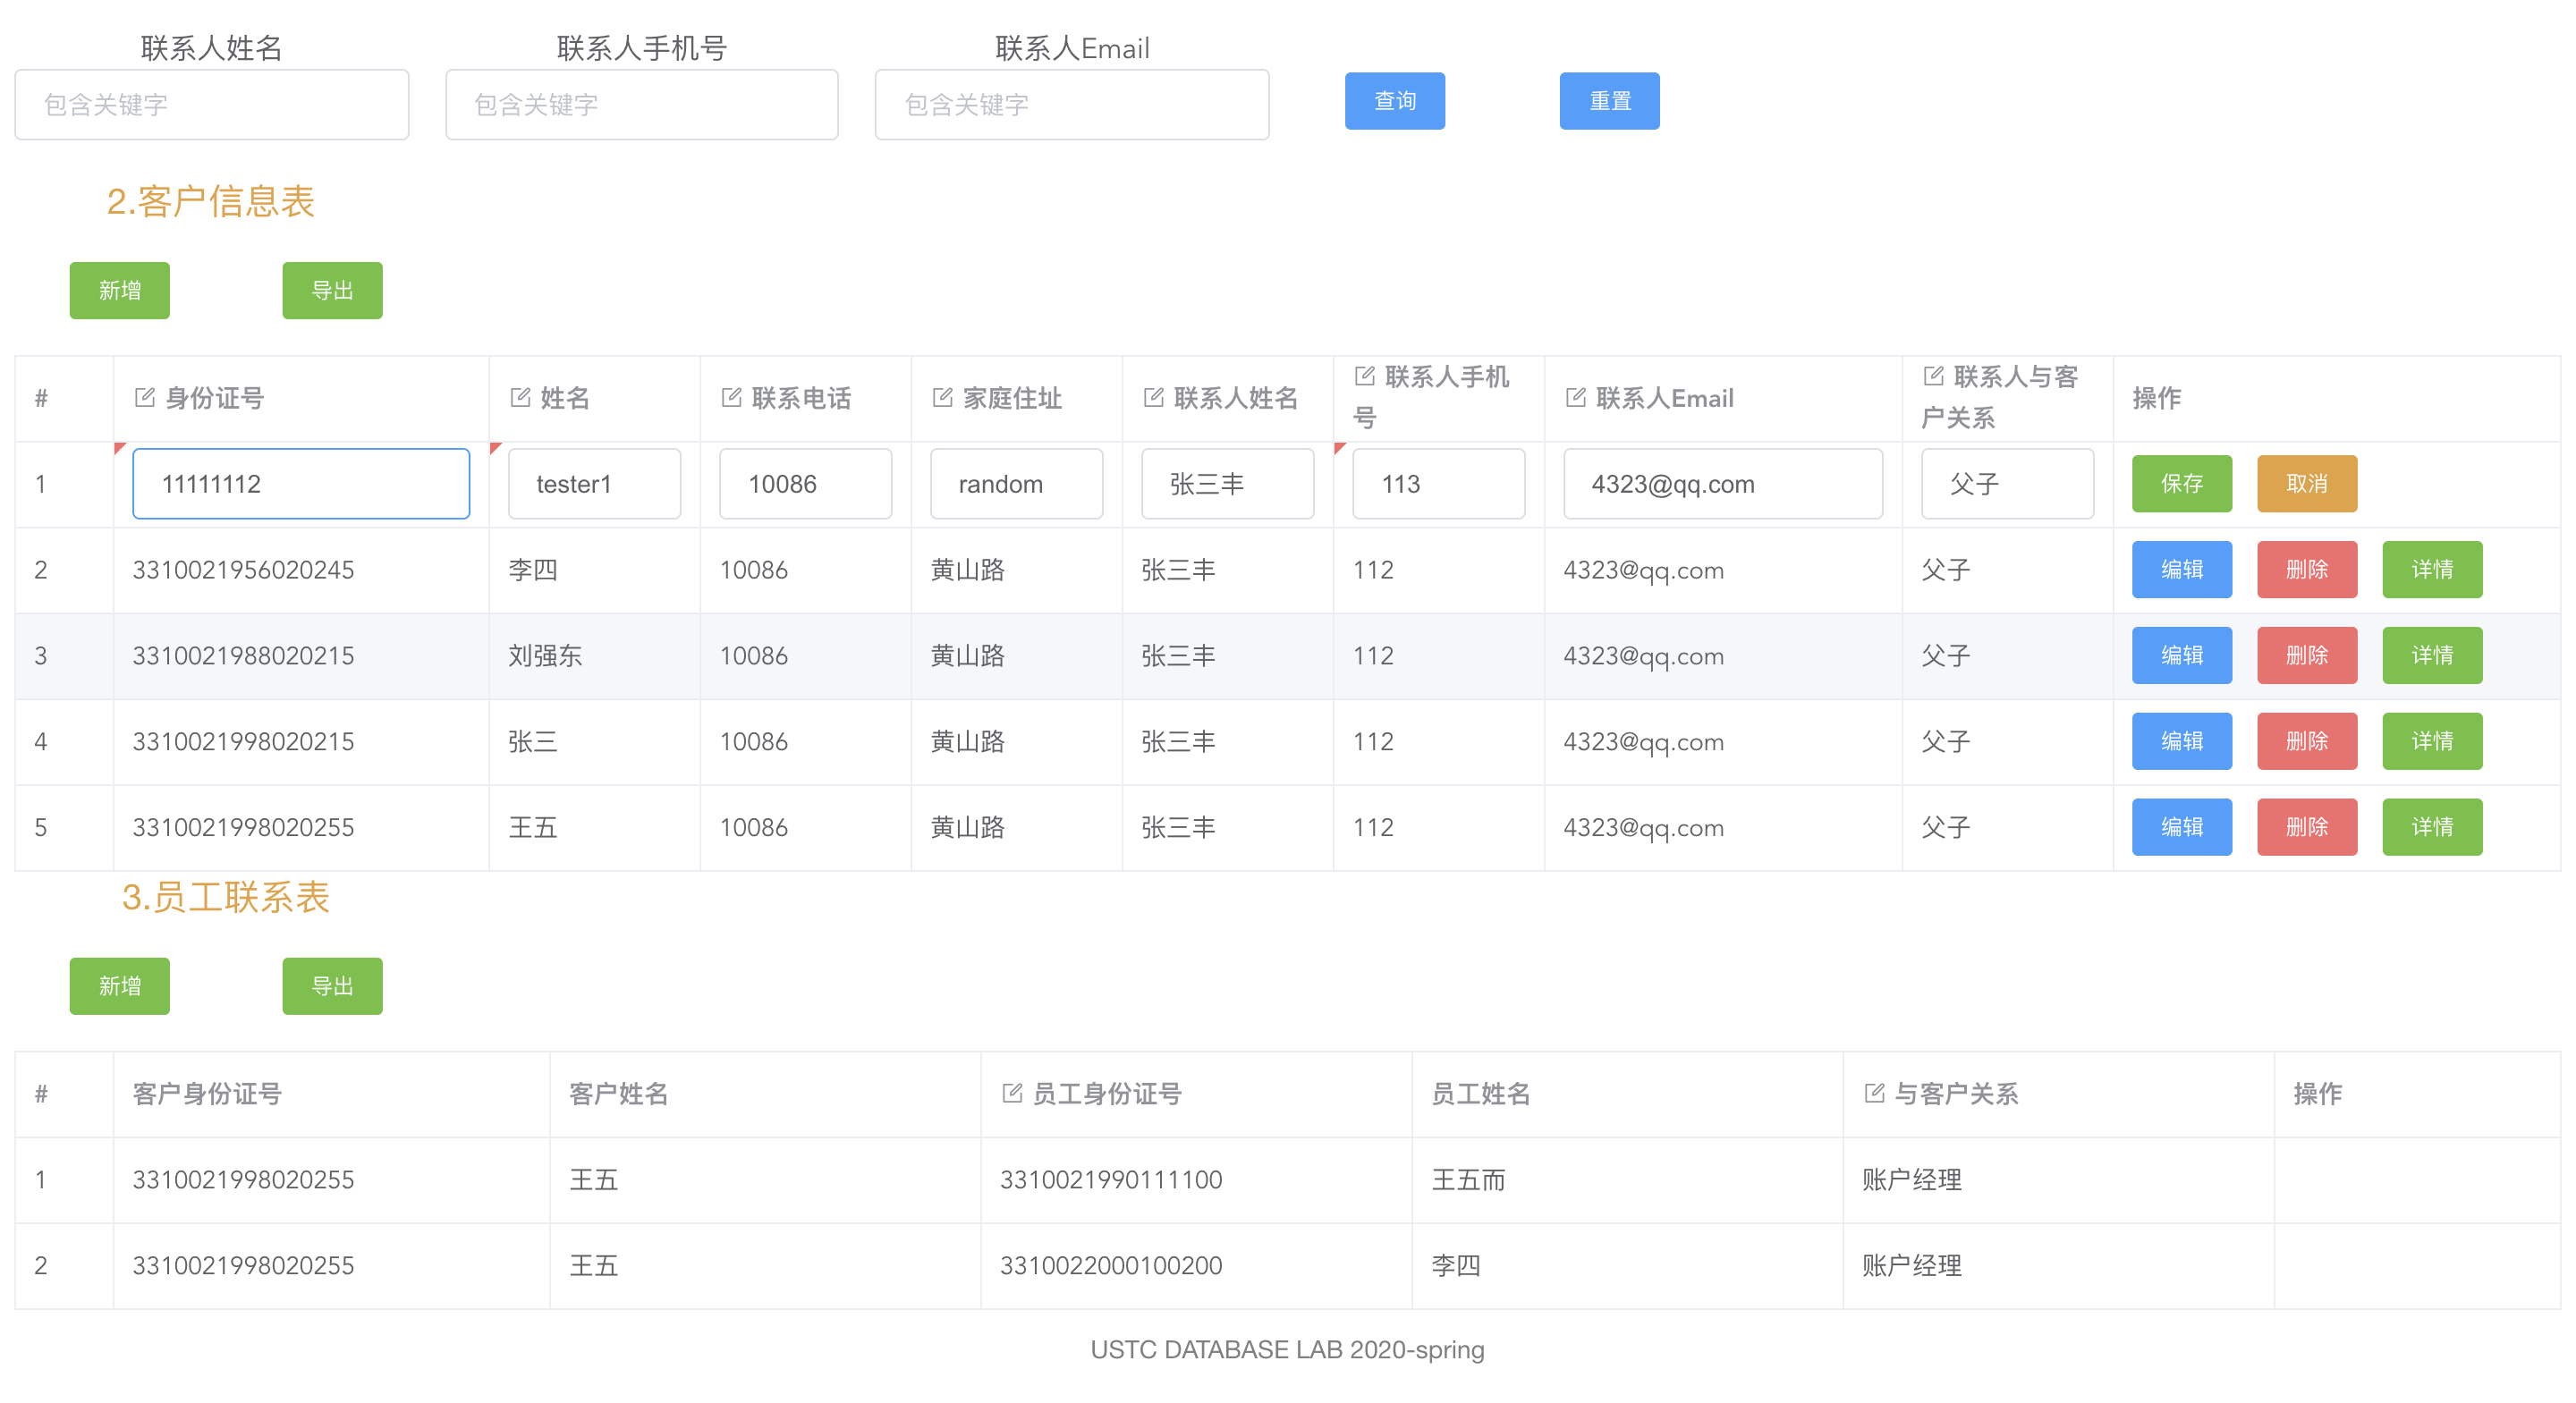 联系人姓名 联系人手机号 联系人Email
包含关键字 包含关键字 包含关键字 查询 重置
2.客户信息表
新增 导出
# 身份证号 姓名 联系电话 家庭住址 联系人姓名 联系人手机号 联系人Email 联系人与客户关系 操作
1 11111112 tester1 10086 random 张三丰 113 4323@qq.com 父子 保存 取消
2 3310021956020245 李四 10086 黄山路 张三丰 112 4323@qq.com 父子 编辑 删除 详情
3 3310021988020215 刘强东 10086 黄山路 张三丰 112 4323@qq.com 父子 编辑 删除 详情
4 3310021998020215 张三 10086 黄山路 张三丰 112 4323@qq.com 父子 编辑 删除 详情
5 3310021998020255 王五 10086 黄山路 张三丰 112 4323@qq.com 父子 编辑 删除 详情
3.员工联系表
新增 导出
# 客户身份证号 客户姓名 员工身份证号 员工姓名 与客户关系 操作
1 3310021998020255 王五 3310021990111100 王五而 账户经理
2 3310021998020255 王五 3310022000100200 李四 账户经理
USTC DATABASE LAB 2020-spring